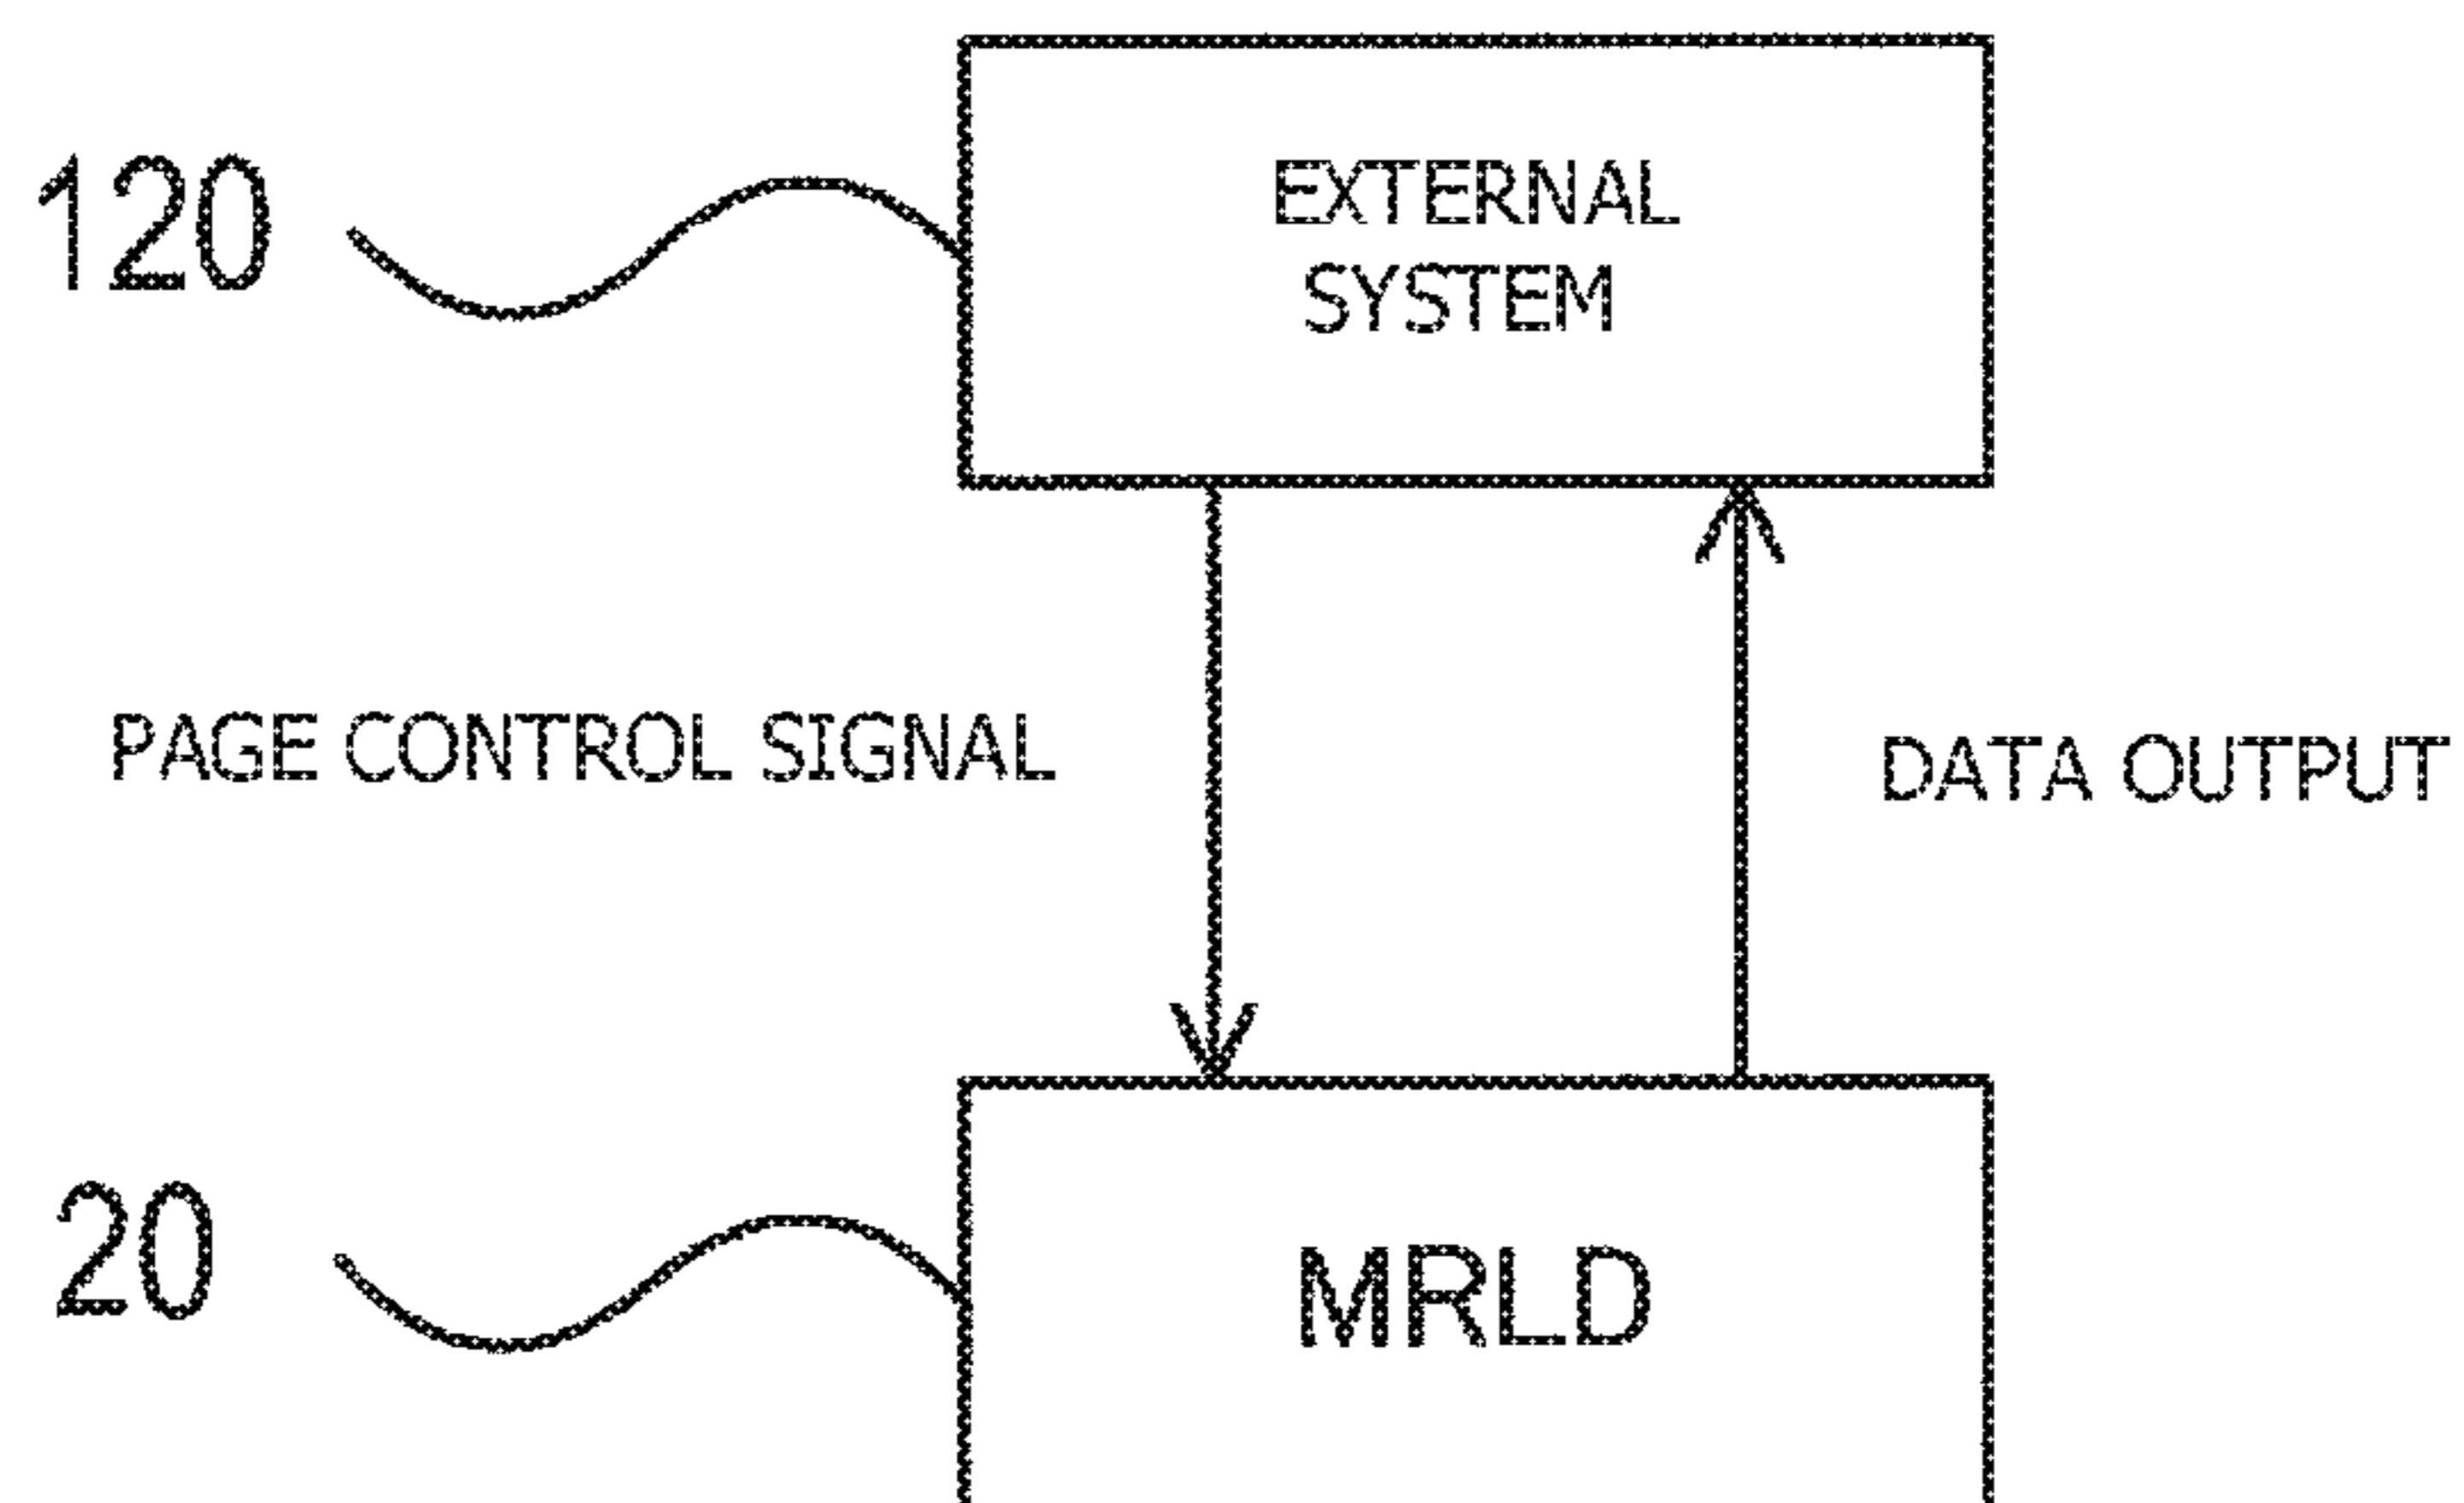 120
EXTERNAL
SYSTEM
PAGE CONTROL SIGNAL
DATA OUTPUT
20
MRLD